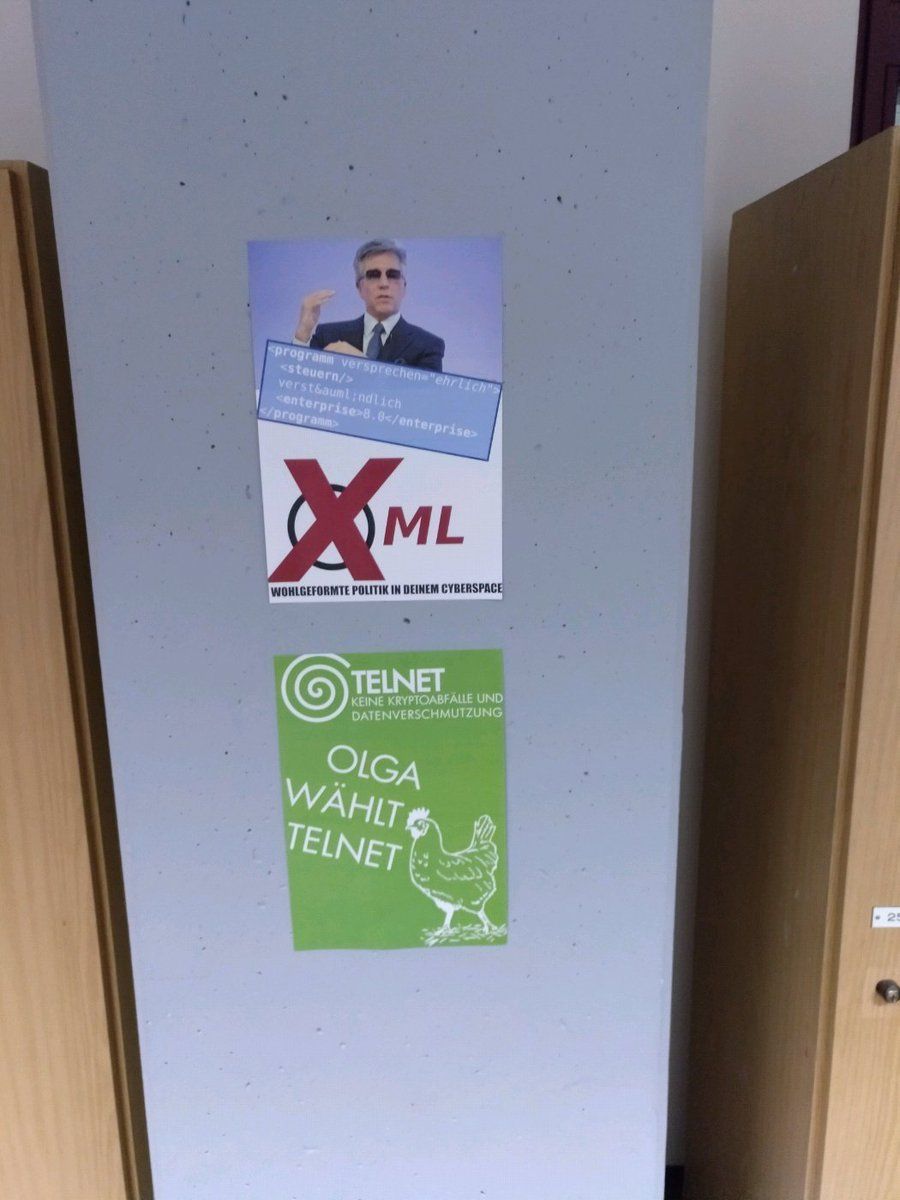 <programm versprechen="ehrlich">
<steuern/>
verst&auml;ndlich
<enterprise>8.0</enterprise>
</programm>
XML
WOHLGEFORMTE POLITIK IN DEINEM CYBERSPACE
TELNET
KEINE KRYPTOABFÄLLE UND
DATENVERSCHMUTZUNG
OLGA
WÄHLT
TELNET